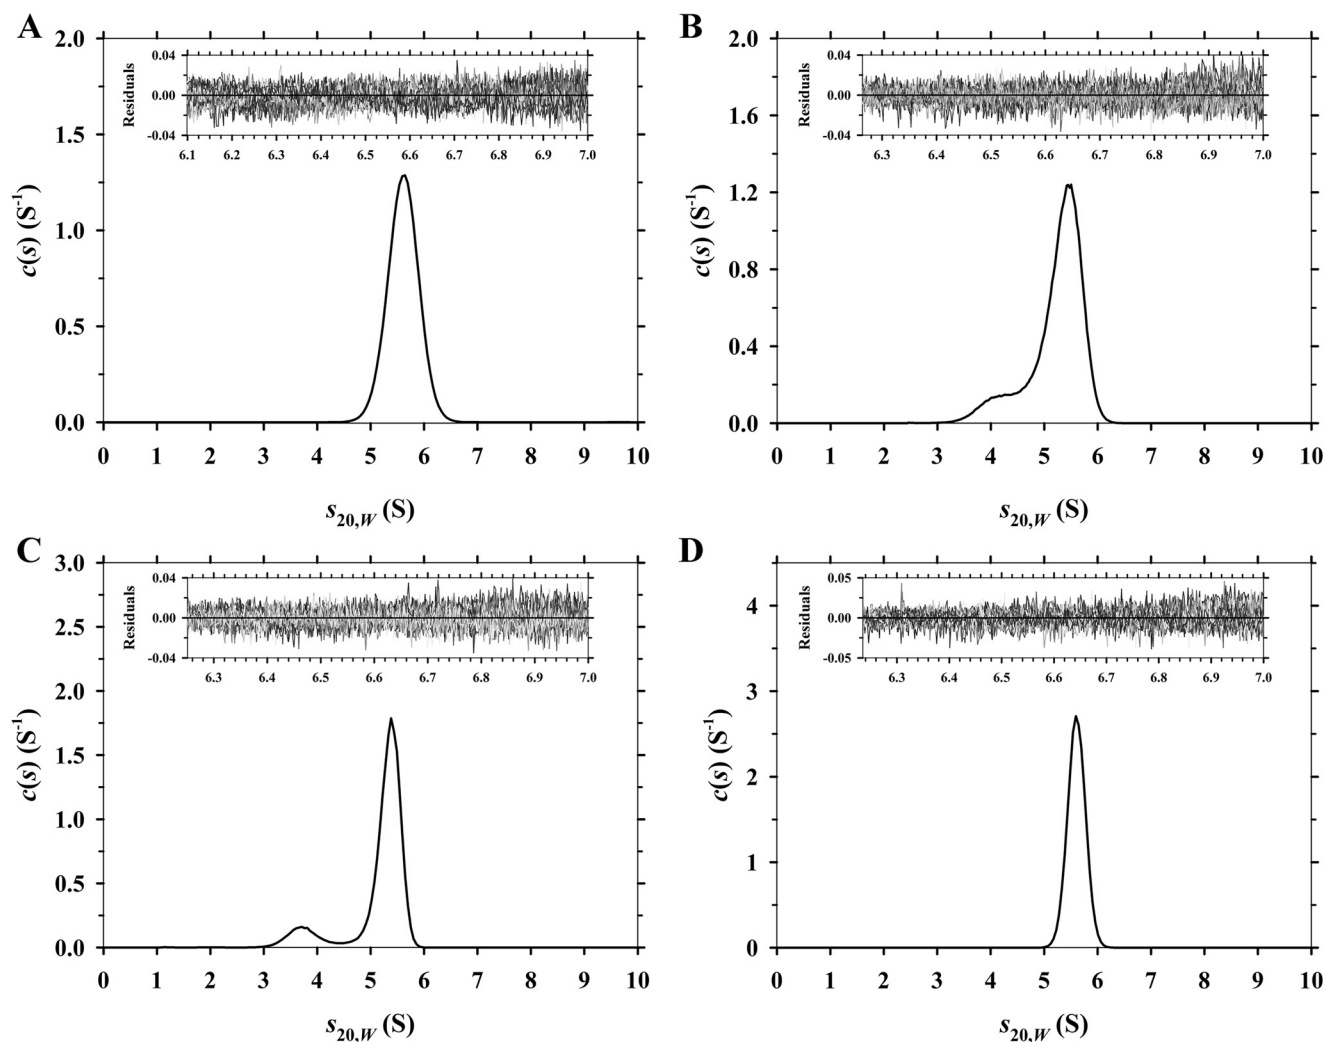 A
2.0
1.5
1.0
0.5
0.0
c(s) (S-1)
Residuals
0.04
0.00
-0.04
6.1 6.2 6.3 6.4 6.5 6.6 6.7 6.8 6.9 7.0
0 1 2 3 4 5 6 7 8 9 10
s20,W (S)
B
2.0
1.6
1.2
0.8
0.4
0.0
c(s) (S-1)
Residuals
0.04
0.00
-0.04
6.3 6.4 6.5 6.6 6.7 6.8 6.9 7.0
0 1 2 3 4 5 6 7 8 9 10
s20,W (S)
C
3.0
2.5
2.0
1.5
1.0
0.5
0.0
c(s) (S-1)
Residuals
0.04
0.00
-0.04
6.3 6.4 6.5 6.6 6.7 6.8 6.9 7.0
0 1 2 3 4 5 6 7 8 9 10
s20,W (S)
D
4
3
2
1
0
c(s) (S-1)
Residuals
0.05
0.00
-0.05
6.3 6.4 6.5 6.6 6.7 6.8 6.9 7.0
0 1 2 3 4 5 6 7 8 9 10
s20,W (S)